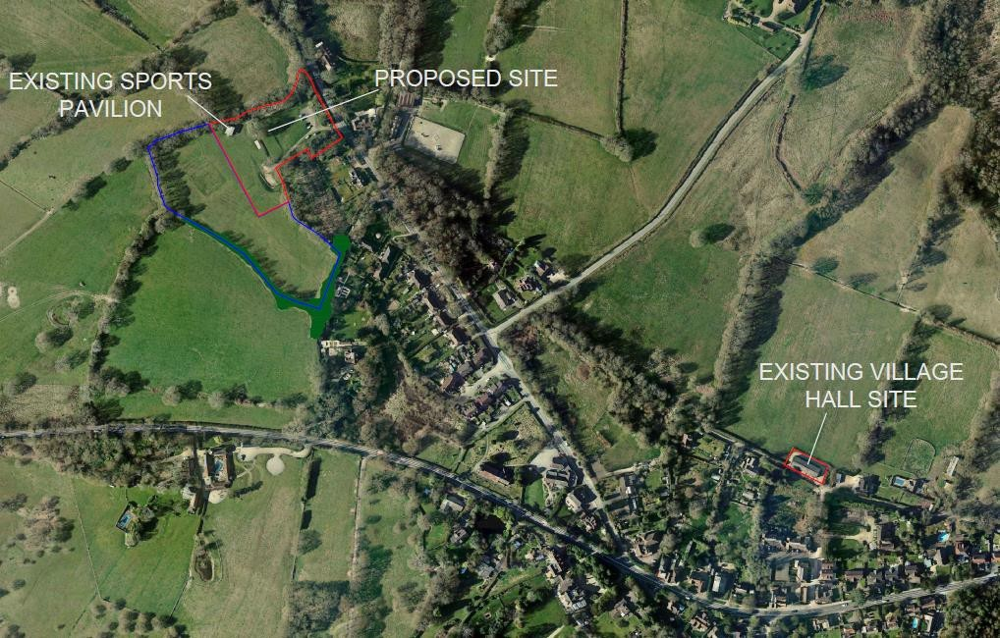 EXISTING SPORTS
PAVILION
PROPOSED SITE
EXISTING VILLAGE
HALL SITE